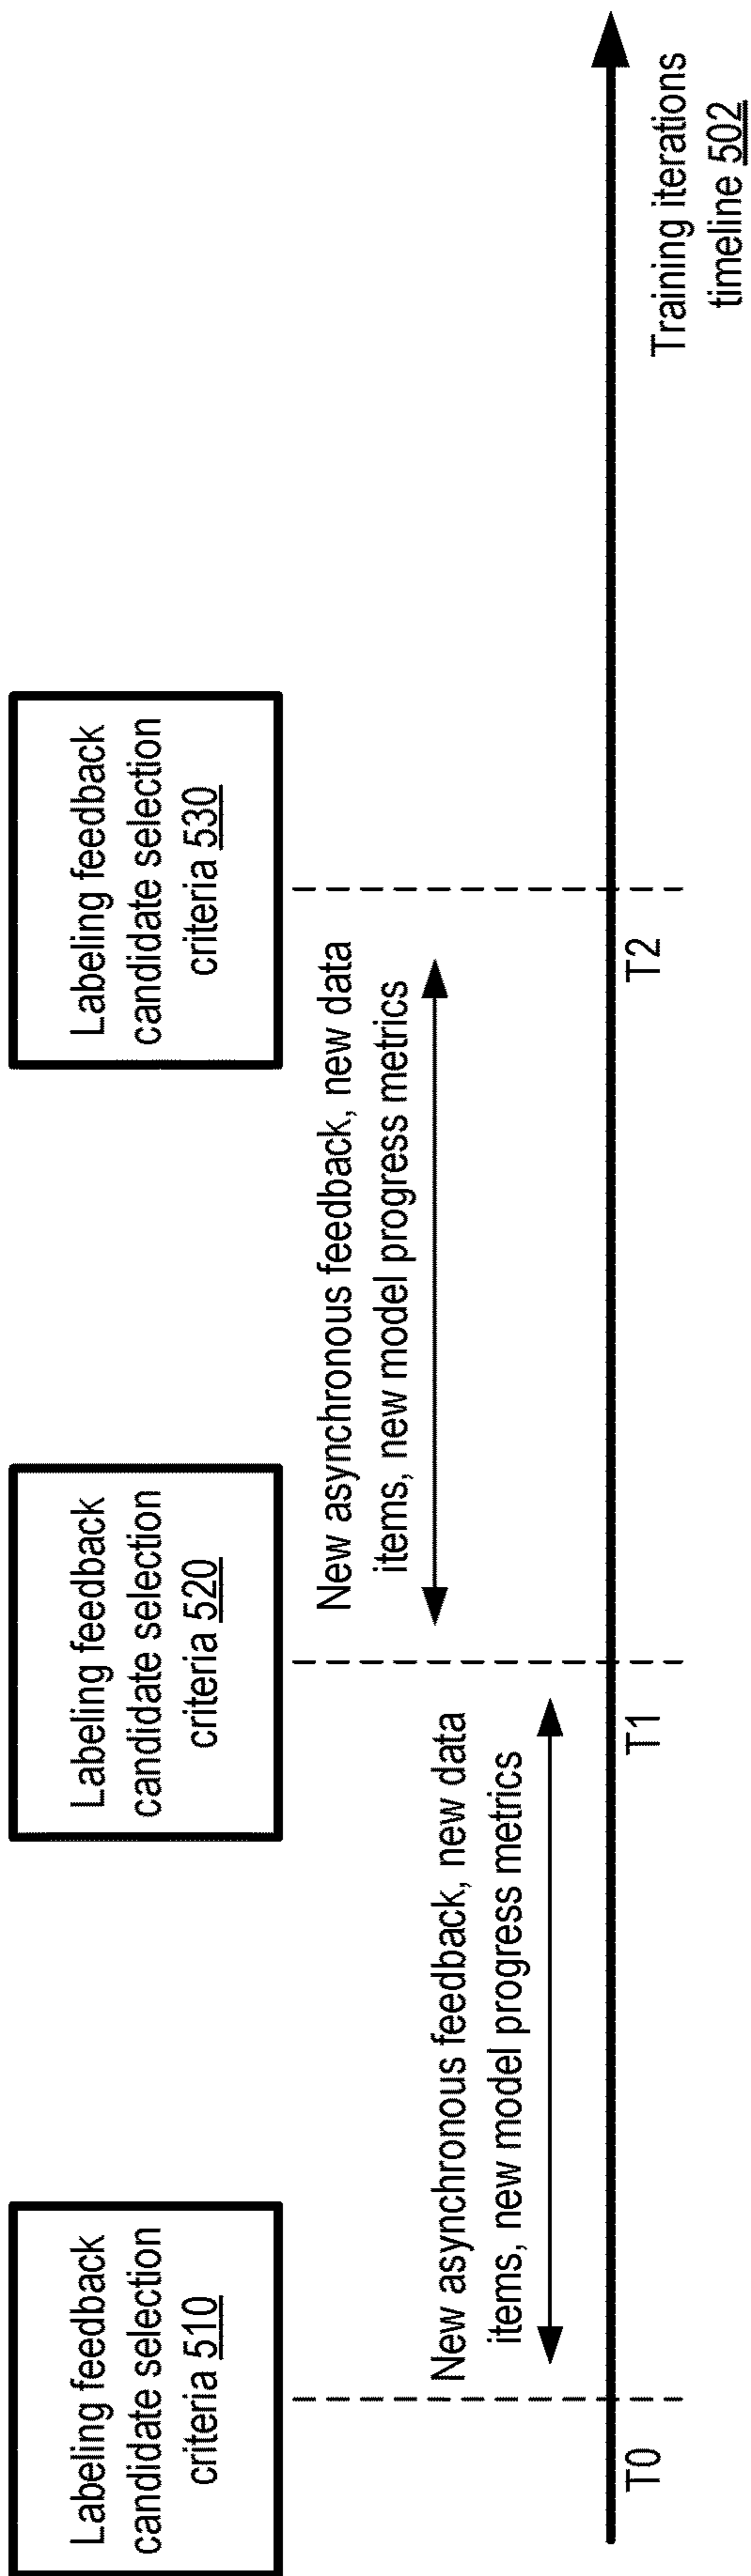 Labeling feedback
candidate selection
criteria 510
Labeling feedback
candidate selection
criteria 520
Labeling feedback
candidate selection
criteria 530
New asynchronous feedback, new data
items, new model progress metrics
New asynchronous feedback, new data
items, new model progress metrics
T0
T1
T2
Training iterations
timeline 502